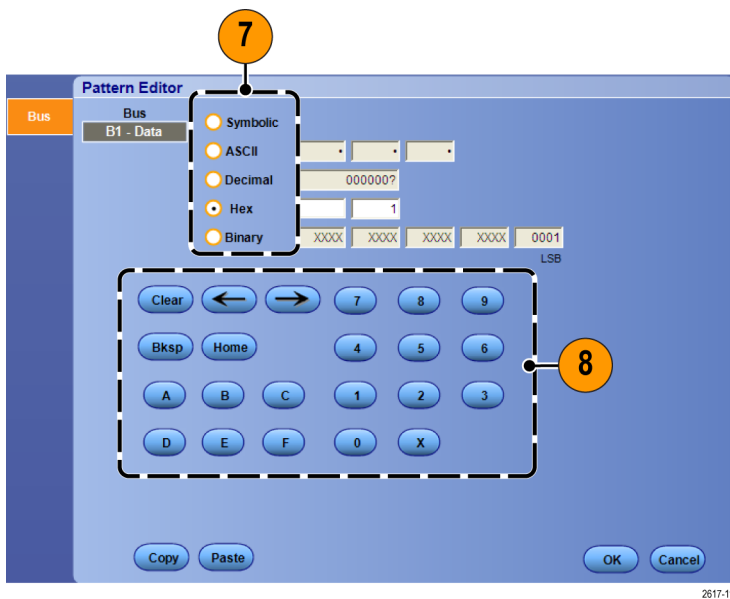 7
Pattern Editor
Bus
Bus
B1 - Data
Symbolic
ASCII
Decimal 000000?
Hex 1
Binary XXXX XXXX XXXX XXXX 0001
LSB
Clear 7 8 9
Bksp Home 4 5 6
8
A B C 1 2 3
D E F 0 X
Copy Paste OK Cancel